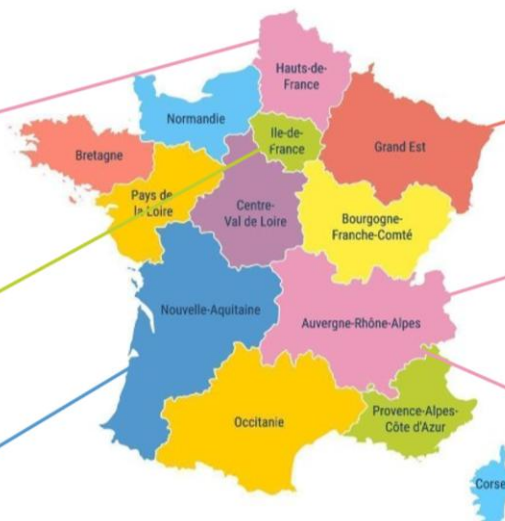 Hauts-de-
France
Normandie
Ile-de-
France
Grand Est
Bretagne
Pays de
la Loire
Centre-
Val de Loire
Bourgogne-
Franche-Comté
Nouvelle-Aquitaine
Auvergne-Rhône-Alpes
Occitanie
Provence-Alpes-
Côte d'Azur
Corse